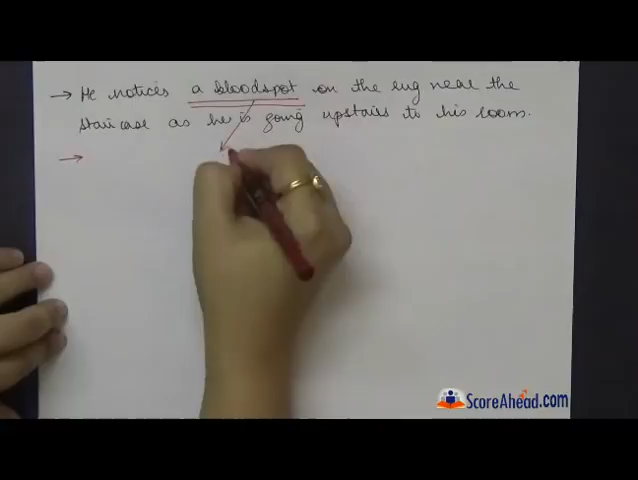 → He notices a bloodspot on the rug near the
staircase as he is going upstairs to his room.
→
ScoreAhead.com